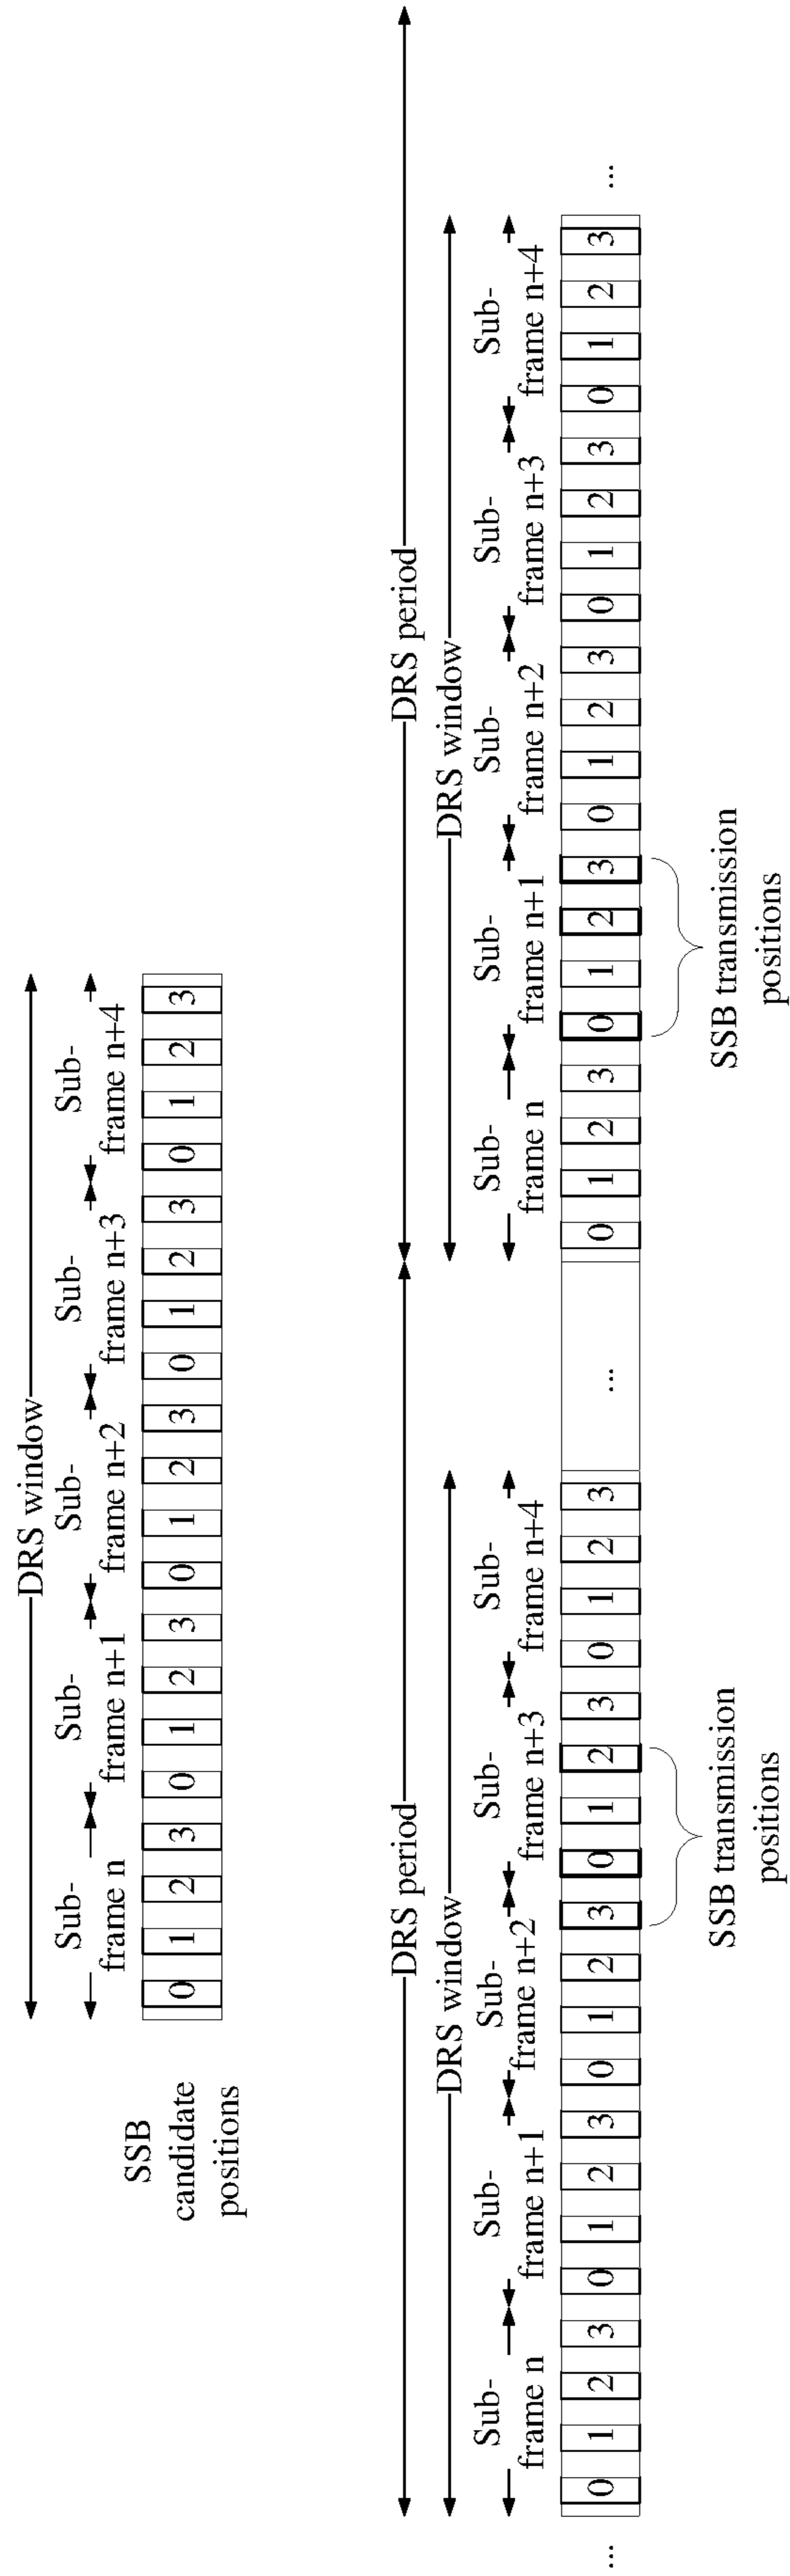 DRS window
Sub-
frame n
Sub-
frame n+1
Sub-
frame n+2
Sub-
frame n+3
Sub-
frame n+4
SSB
candidate
positions
0 1 2 3 0 1 2 3 0 1 2 3 0 1 2 3 0 1 2 3
DRS period
DRS period
DRS window
DRS window
Sub-
frame n
Sub-
frame n+1
Sub-
frame n+2
Sub-
frame n+3
Sub-
frame n+4
Sub-
frame n
Sub-
frame n+1
Sub-
frame n+2
Sub-
frame n+3
Sub-
frame n+4
... 0 1 2 3 0 1 2 3 0 1 2 3 0 1 2 3 0 1 2 3 ... 0 1 2 3 0 1 2 3 0 1 2 3 0 1 2 3 0 1 2 3 ...
SSB transmission
positions
SSB transmission
positions